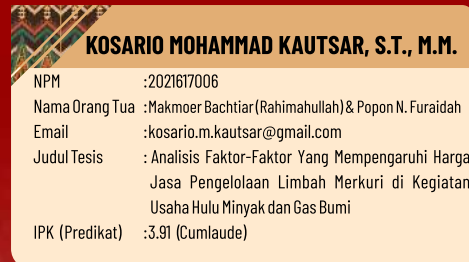 KOSARIO MOHAMMAD KAUTSAR, S.T., M.M.
NPM :2021617006
Nama Orang Tua :Makmoer Bachtiar (Rahimahullah) & Popon N. Furaidah
Email :kosario.m.kautsar@gmail.com
Judul Tesis : Analisis Faktor-Faktor Yang Mempengaruhi Harga
Jasa Pengelolaan Limbah Merkuri di Kegiatan
Usaha Hulu Minyak dan Gas Bumi
IPK (Predikat) :3.91 (Cumlaude)